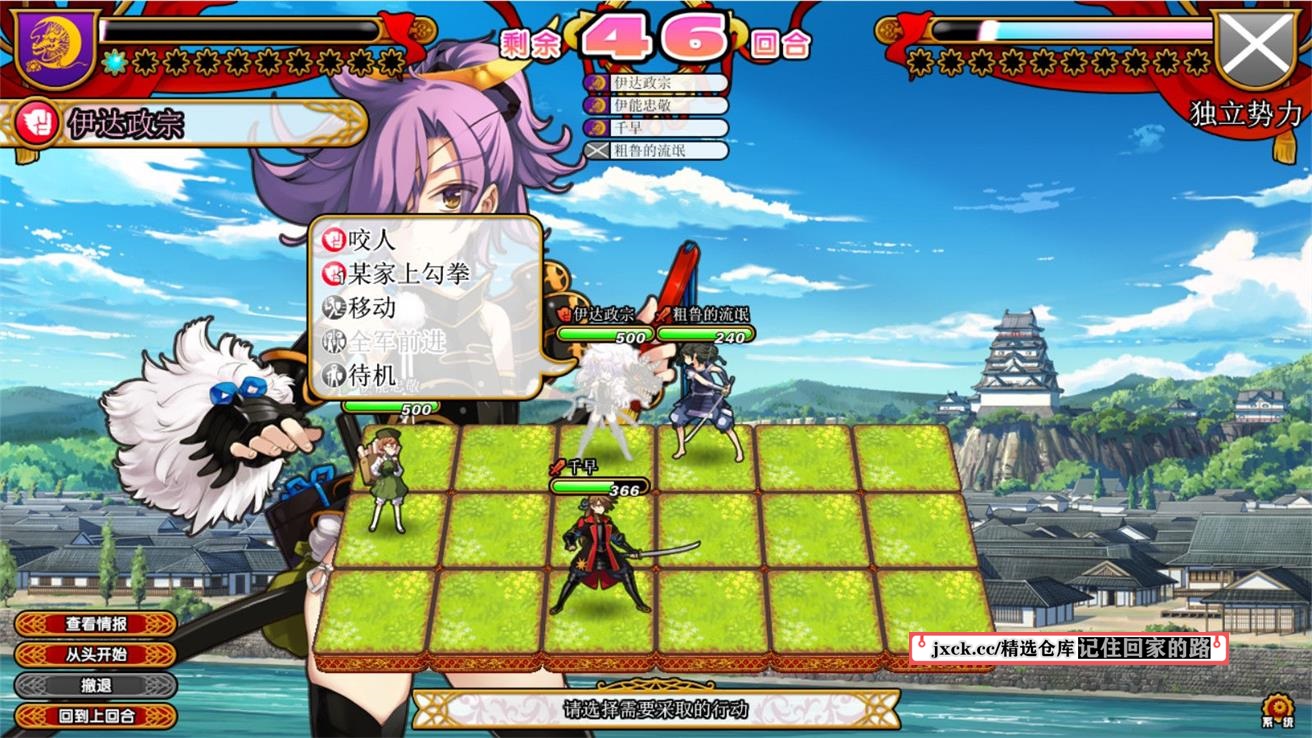 剩余46回合
伊达政宗
伊能忠敬
千早
粗鲁的流氓
独立势力
伊达政宗
咬人
某家上勾拳
移动
全军前进
待机
伊达政宗
500
粗鲁的流氓
240
500
千早
366
查看情报
从头开始
撤退
回到上回合
请选择需要采取的行动
jxck.cc/精选仓库 记住回家的路
系统